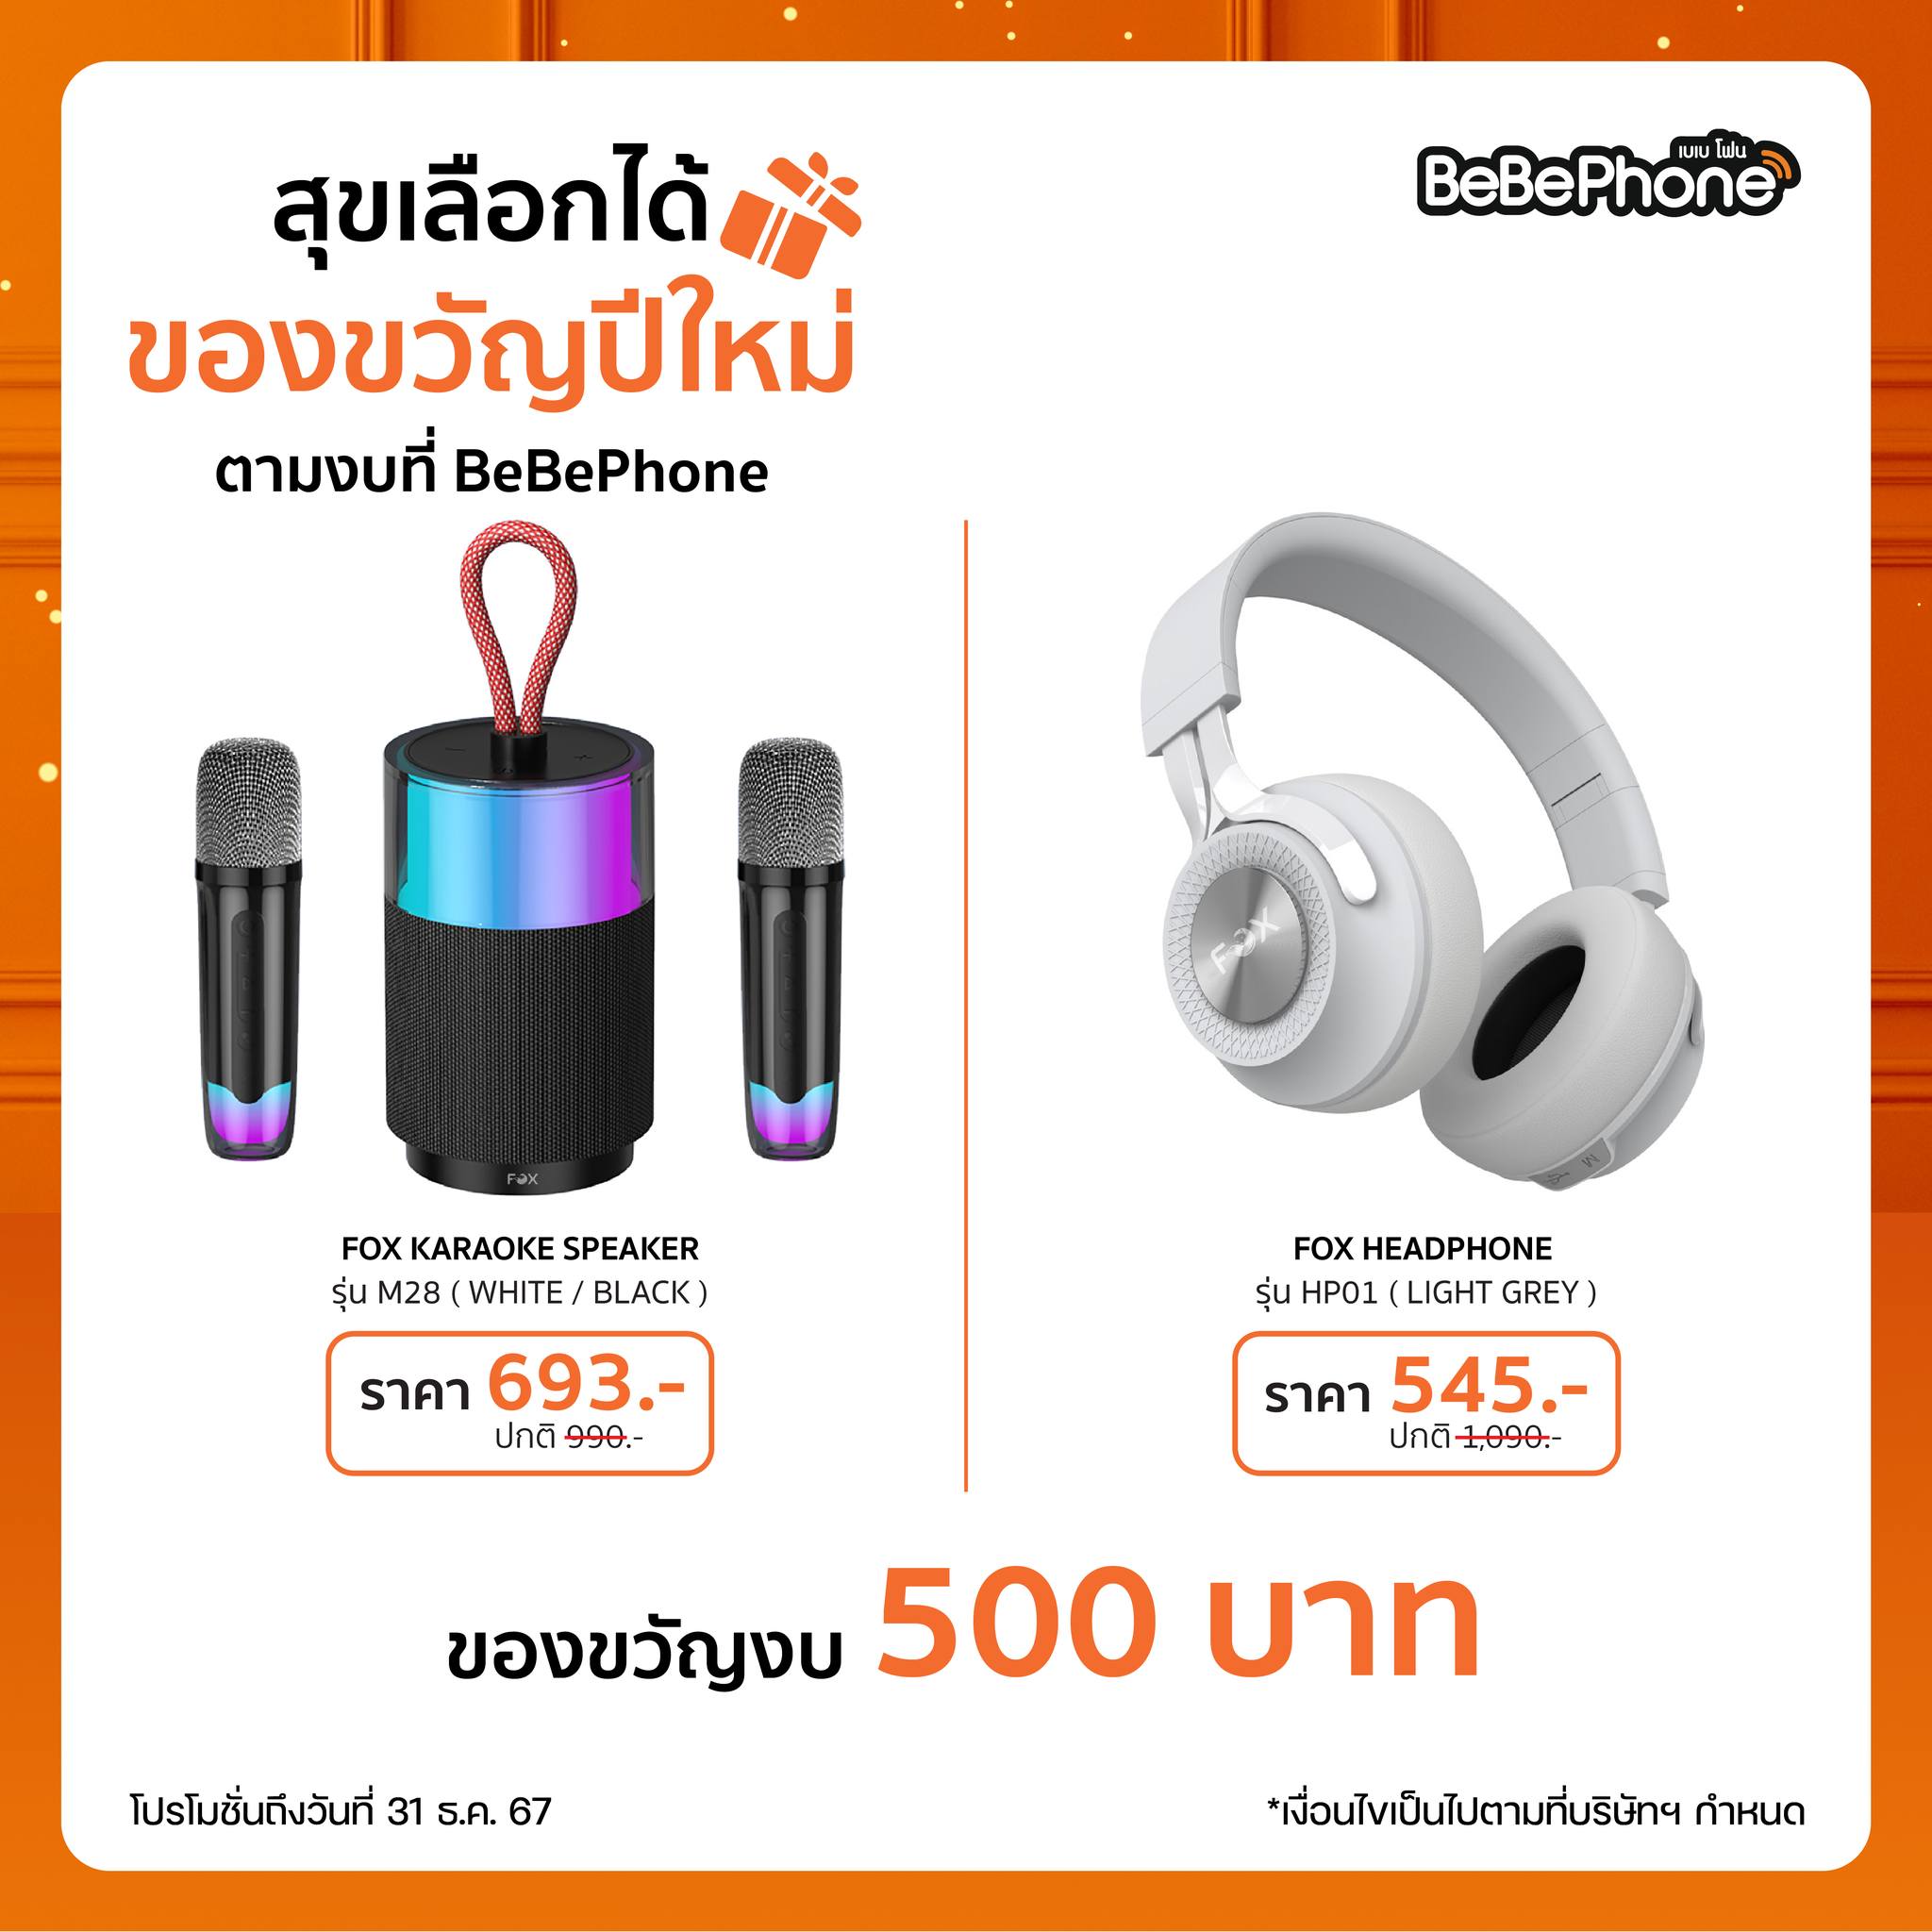 สุขเลือกได้
ของขวัญปีใหม่
ตามงบที่ BeBePhone
เบเบ โฟน
BeBePhone
FOX
FOX KARAOKE SPEAKER
รุ่น M28 ( WHITE / BLACK )
ราคา 693.-
ปกติ 990.-
FOX
M
FOX HEADPHONE
รุ่น HP01 ( LIGHT GREY )
ราคา 545.-
ปกติ 1,090.-
ของขวัญงบ 500 บาท
โปรโมชั่นถึงวันที่ 31 ธ.ค. 67
*เงื่อนไขเป็นไปตามที่บริษัทฯ กำหนด